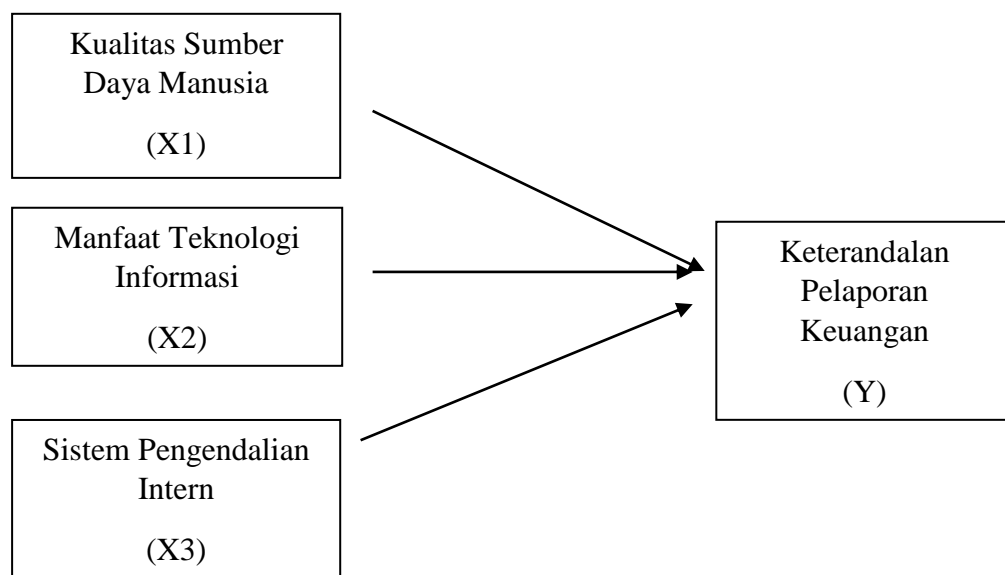 Kualitas Sumber
Daya Manusia
(X1)
Manfaat Teknologi
Informasi
(X2)
Sistem Pengendalian
Intern
(X3)
Keterandalan
Pelaporan
Keuangan
(Y)